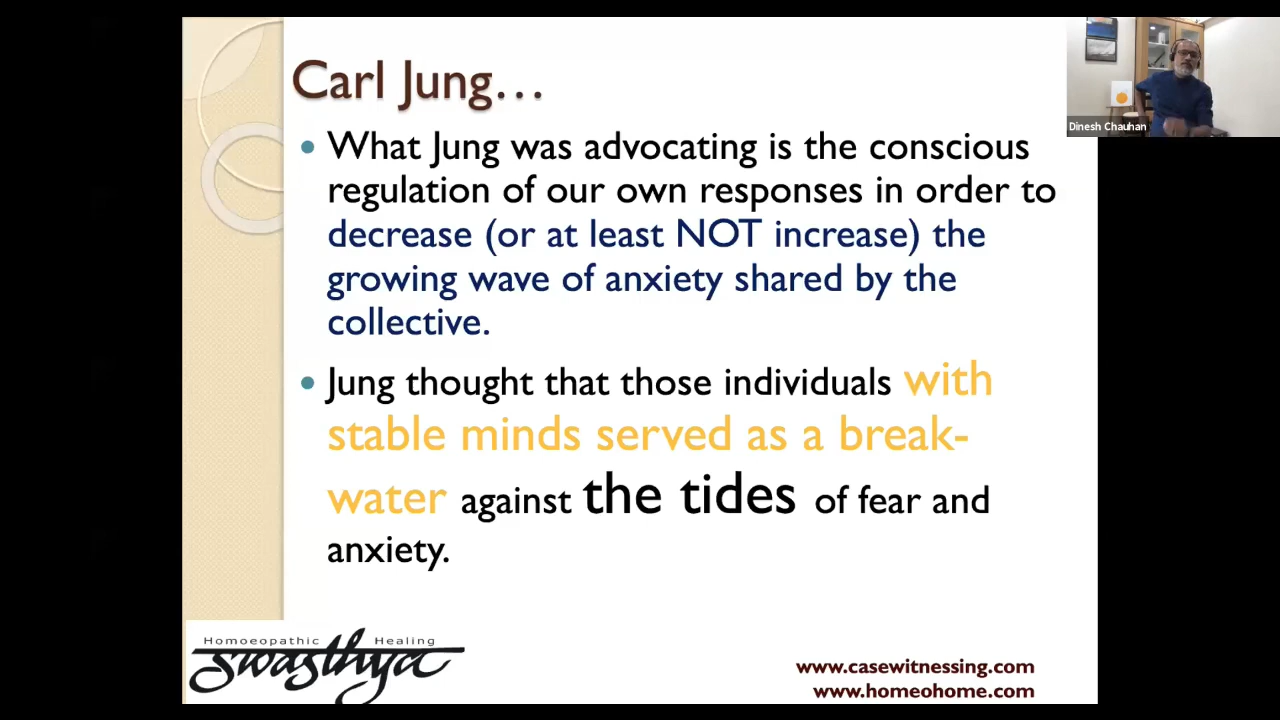 Carl Jung…
Dinesh Chauhan
• What Jung was advocating is the conscious
regulation of our own responses in order to
decrease (or at least NOT increase) the
growing wave of anxiety shared by the
collective.
• Jung thought that those individuals with
stable minds served as a break-
water against the tides of fear and
anxiety.
Homoeopathic Healing
swasthya
www.casewitnessing.com
www.homeohome.com